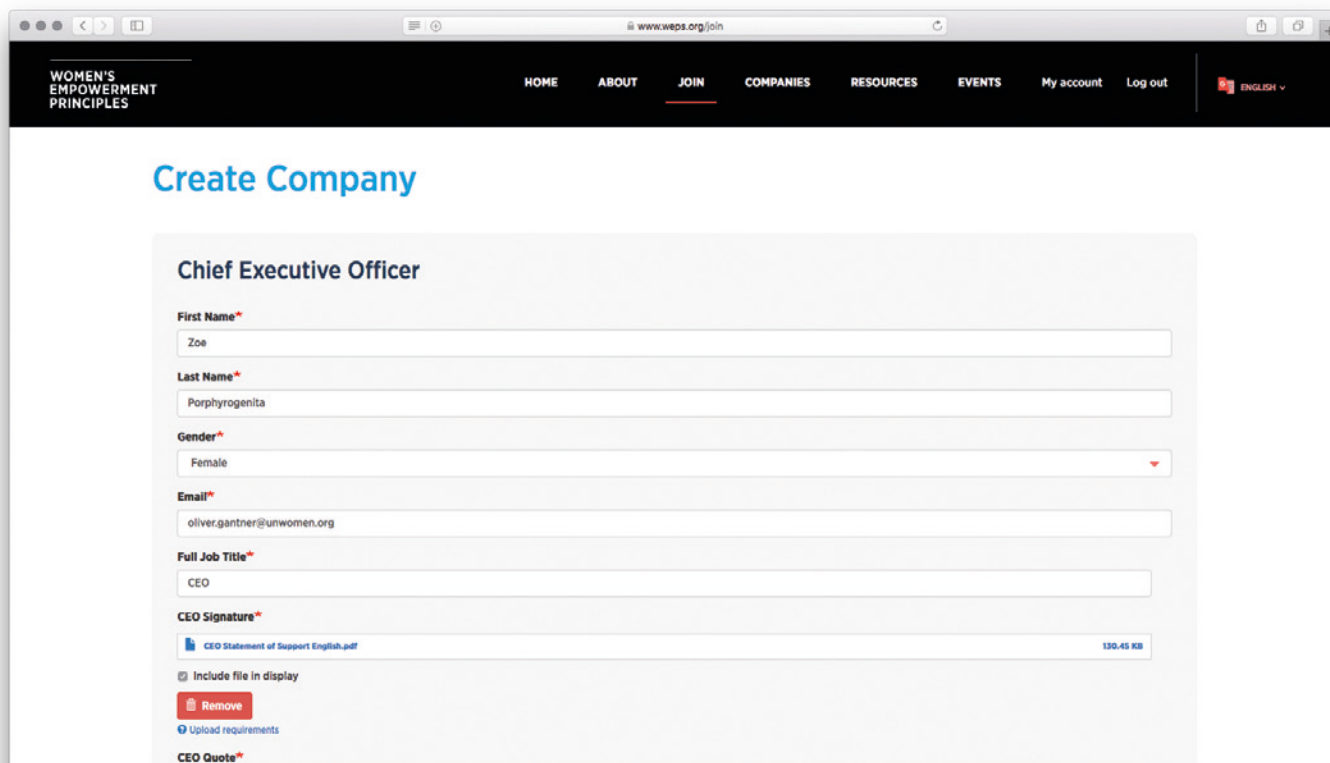 www.weps.org/join
WOMEN'S
EMPOWERMENT
PRINCIPLES
HOME ABOUT JOIN COMPANIES RESOURCES EVENTS My account Log out ENGLISH
Create Company
Chief Executive Officer
First Name*
Zoe
Last Name*
Porphyrogenita
Gender*
Female
Email*
oliver.gantner@unwomen.org
Full Job Title*
CEO
CEO Signature*
CEO Statement of Support English.pdf 130.45 KB
Include file in display
Remove
Upload requirements
CEO Quote*